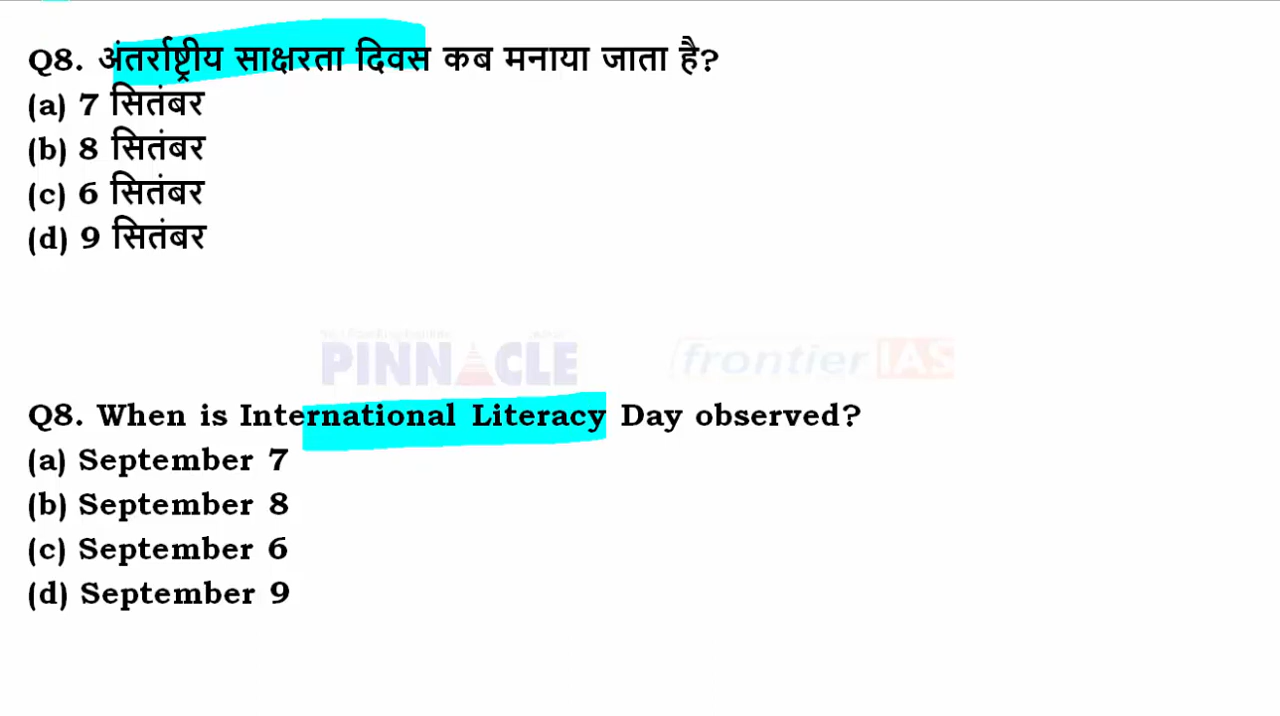 Q8. अंतर्राष्ट्रीय साक्षरता दिवस कब मनाया जाता है?
(a) 7 सितंबर
(b) 8 सितंबर
(c) 6 सितंबर
(d) 9 सितंबर
PINNACLE frontier IAS
Q8. When is International Literacy Day observed?
(a) September 7
(b) September 8
(c) September 6
(d) September 9